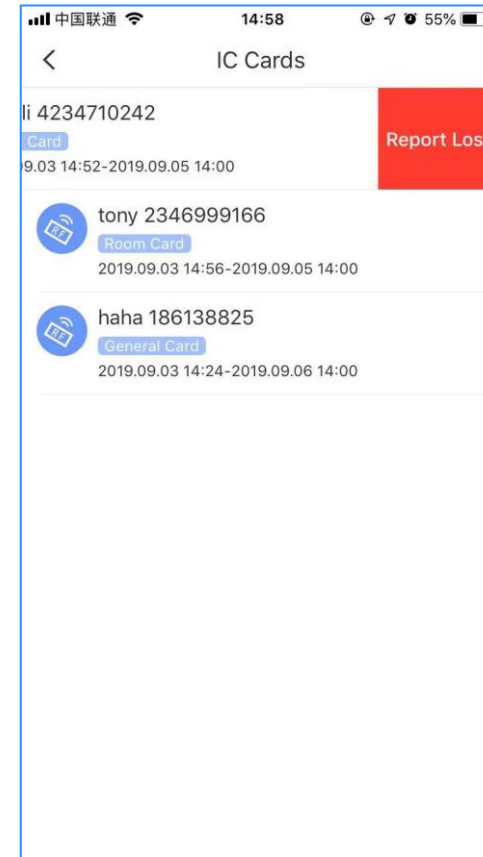 中国联通 14:58 55%
IC Cards
li 4234710242
Card
9.03 14:52-2019.09.05 14:00
Report Los
tony 2346999166
RF
Room Card
2019.09.03 14:56-2019.09.05 14:00
haha 186138825
RF
General Card
2019.09.03 14:24-2019.09.06 14:00